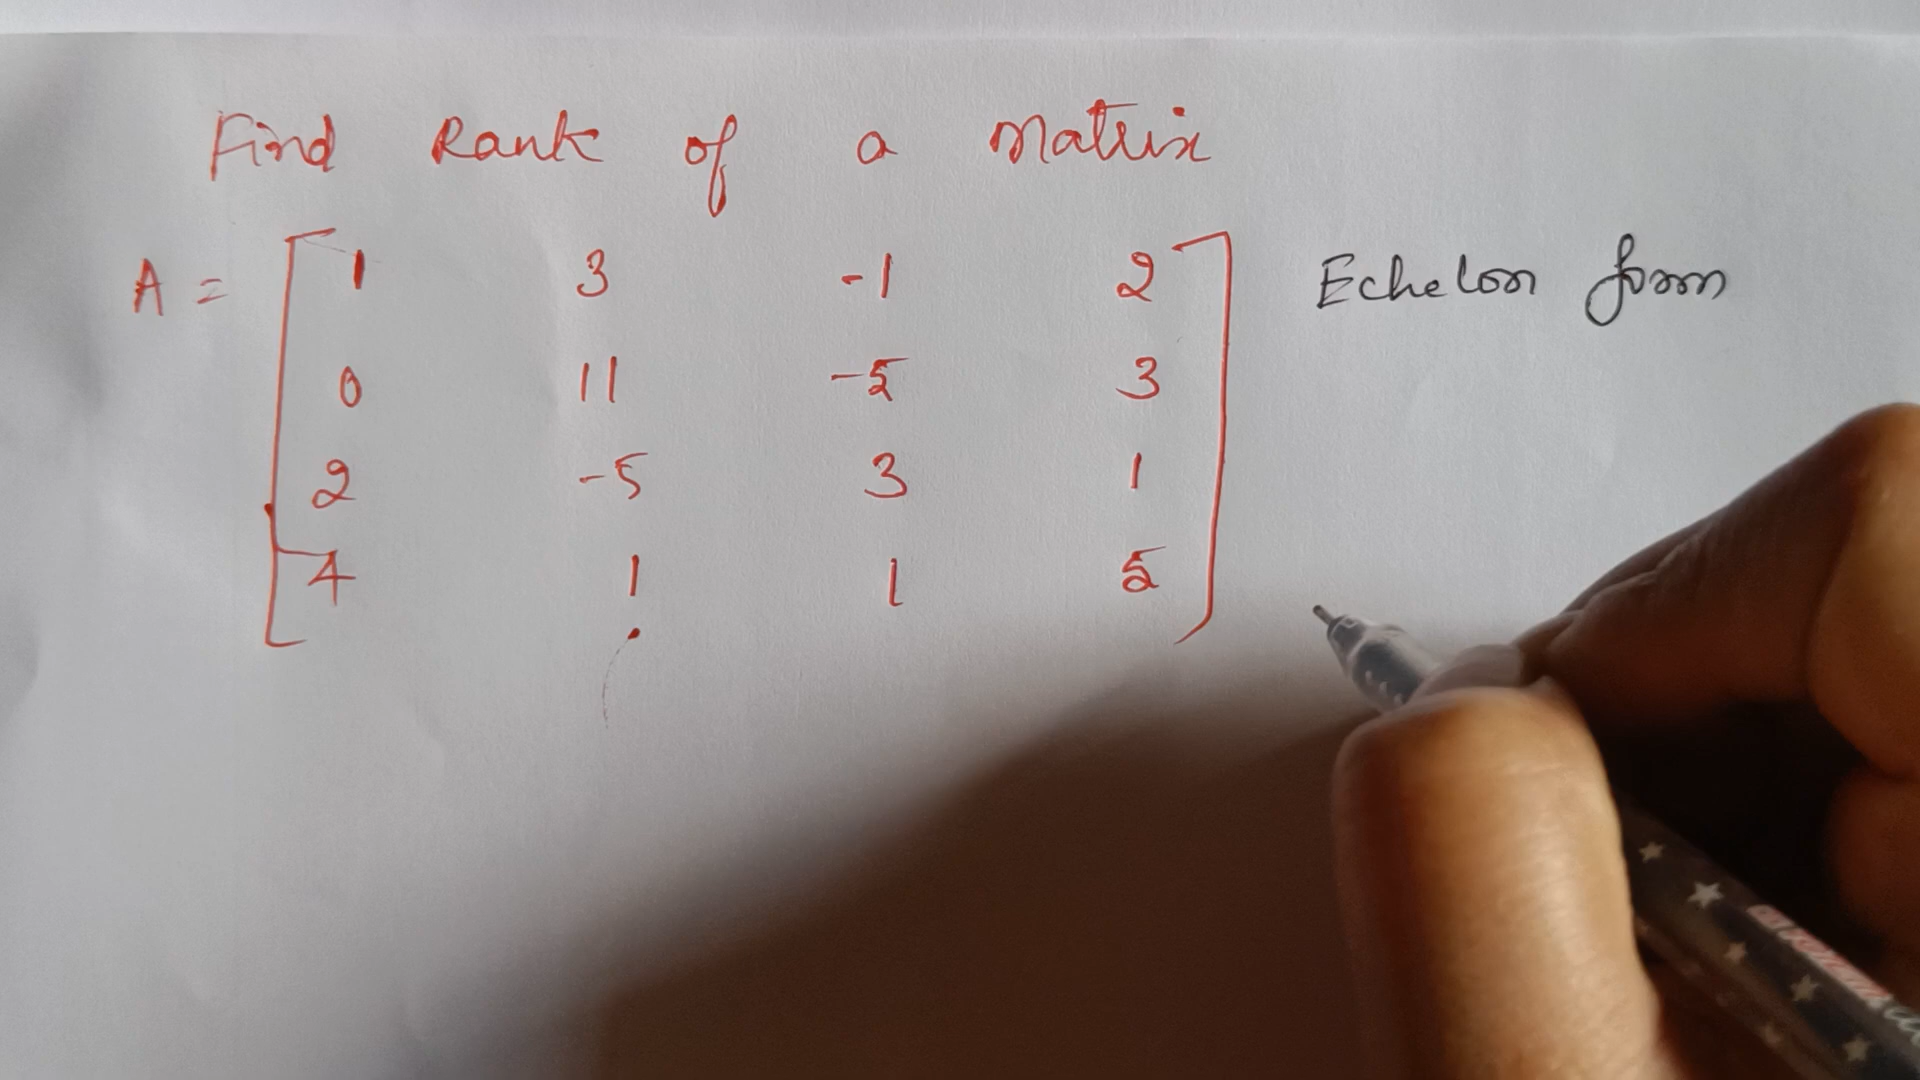 Find Rank of a Matrix
A = [ 1 3 -1 2 ] Echelon form
0 11 -5 3
2 -5 3 1
4 1 1 5